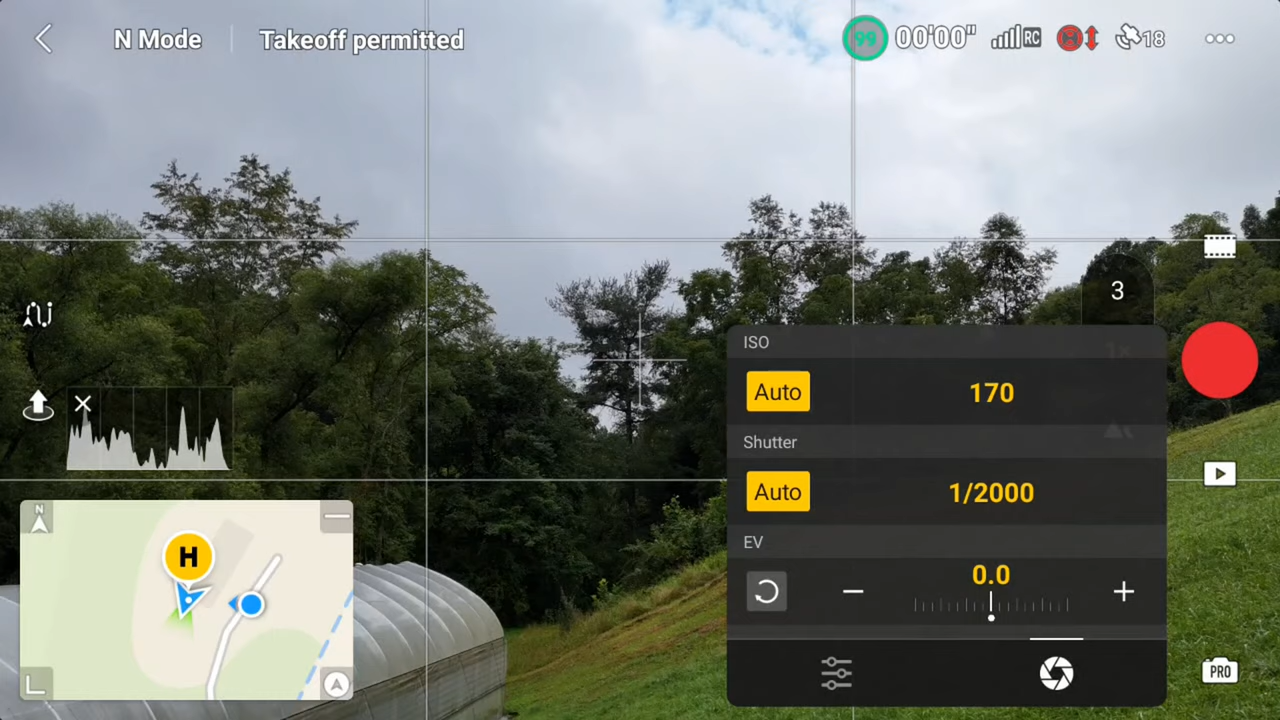 N Mode
Takeoff permitted
99
00'00"
RC
18
3
ISO
Auto
170
Shutter
Auto
1/2000
EV
0.0
N
H
PRO